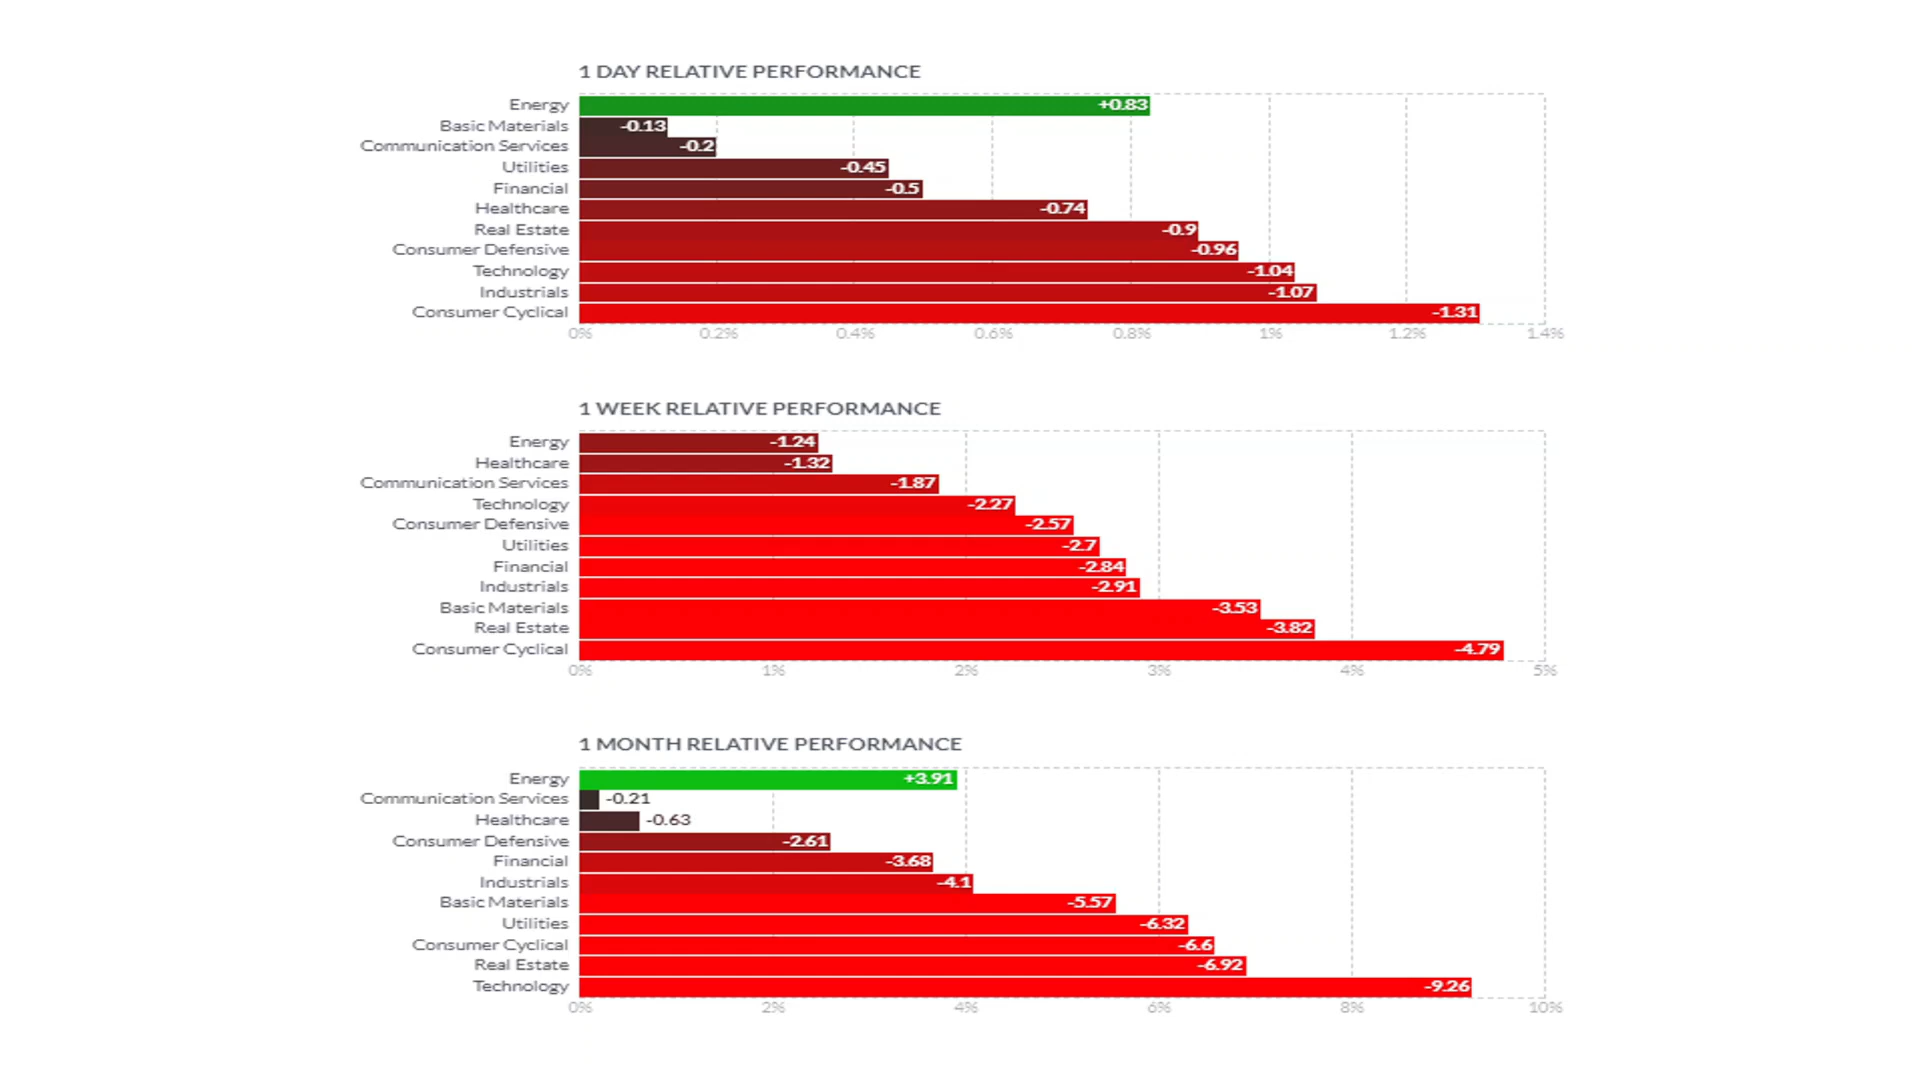 1 DAY RELATIVE PERFORMANCE
Energy +0.83
Basic Materials -0.13
Communication Services -0.2
Utilities -0.45
Financial -0.5
Healthcare -0.74
Real Estate -0.9
Consumer Defensive -0.96
Technology -1.04
Industrials -1.07
Consumer Cyclical -1.31
0% 0.2% 0.4% 0.6% 0.8% 1% 1.2% 1.4%
1 WEEK RELATIVE PERFORMANCE
Energy -1.24
Healthcare -1.32
Communication Services -1.87
Technology -2.27
Consumer Defensive -2.57
Utilities -2.7
Financial -2.84
Industrials -2.91
Basic Materials -3.53
Real Estate -3.82
Consumer Cyclical -4.79
0% 1% 2% 3% 4% 5%
1 MONTH RELATIVE PERFORMANCE
Energy +3.91
Communication Services -0.21
Healthcare -0.63
Consumer Defensive -2.61
Financial -3.68
Industrials -4.1
Basic Materials -5.57
Utilities -6.32
Consumer Cyclical -6.6
Real Estate -6.92
Technology -9.26
0% 2% 4% 6% 8% 10%